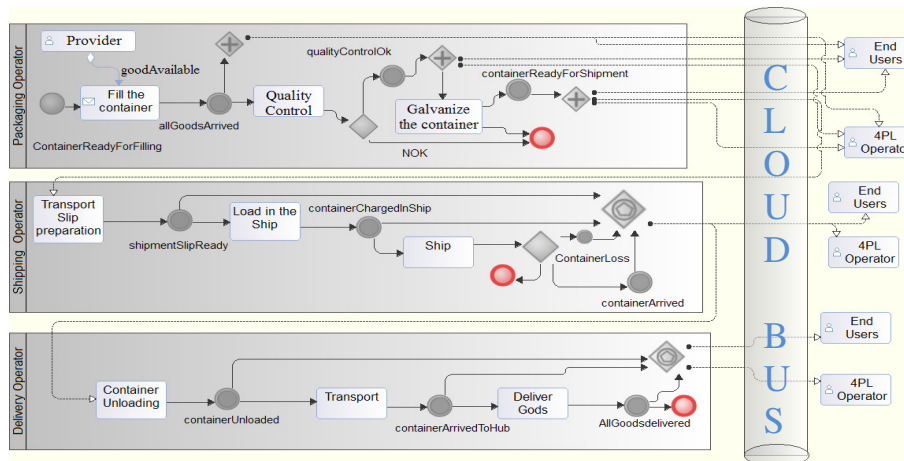 Packaging Operator
Provider
goodAvailable
Fill the
container
ContainerReadyForFilling
allGoodsArrived
Quality
Control
qualityControlOk
NOK
Galvanize
the container
containerReadyForShipment
End
Users
4PL
Operator
Shipping Operator
Transport
Slip
preparation
shipmentSlipReady
Load in the
Ship
containerChargedInShip
Ship
ContainerLoss
containerArrived
End
Users
4PL
Operator
Delivery Operator
Container
Unloading
containerUnloaded
Transport
containerArrivedToHub
Deliver
Gods
AllGoodsdelivered
End
Users
4PL
Operator
CLOUD BUS